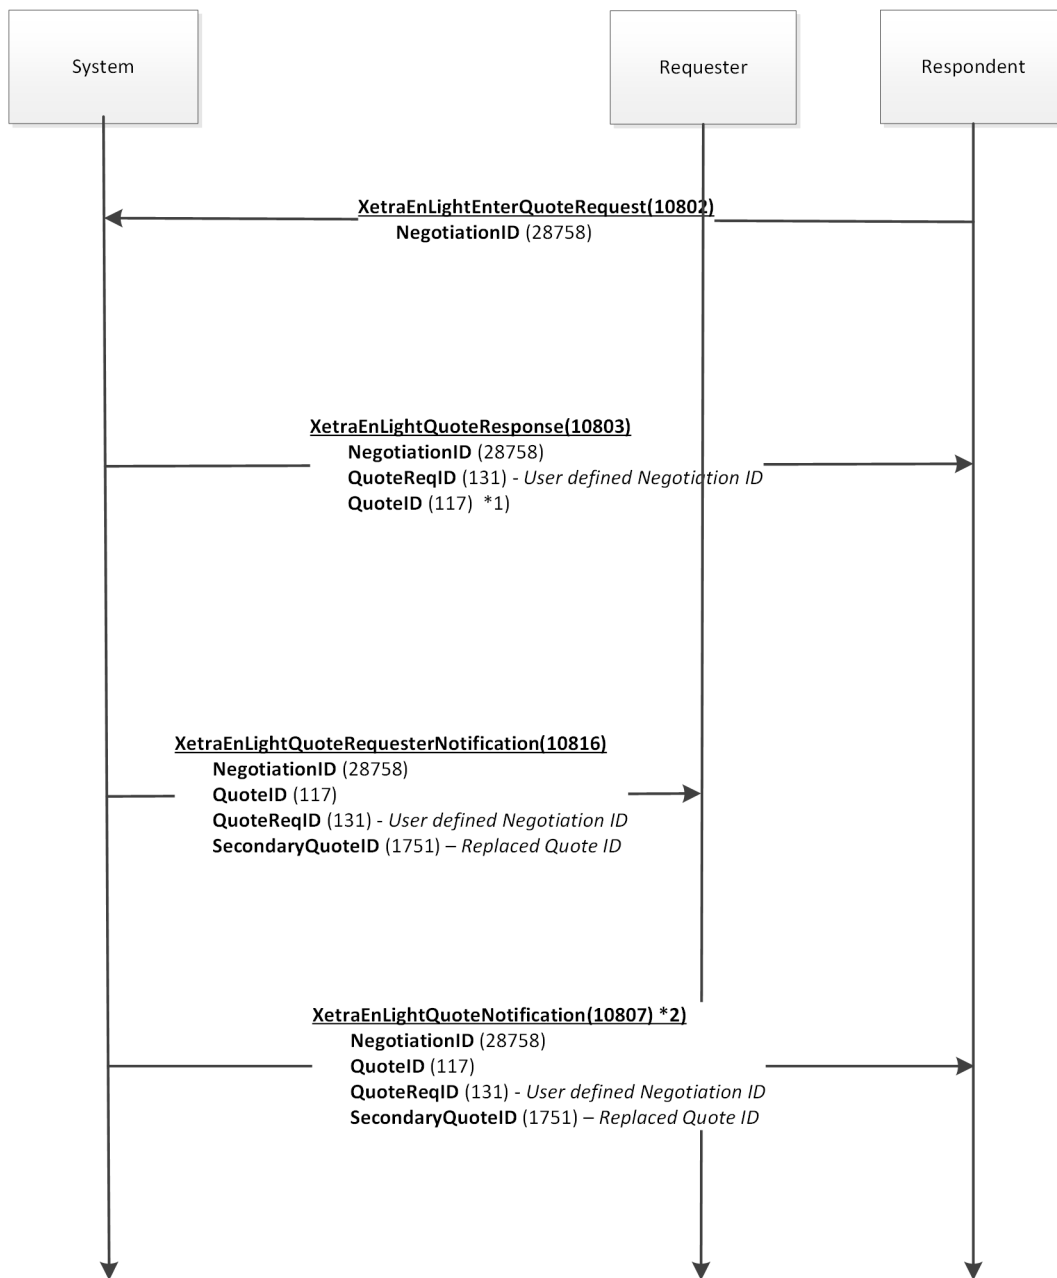 System
Requester
Respondent
XetraEnLightEnterQuoteRequest(10802)
NegotiationID (28758)
XetraEnLightQuoteResponse(10803)
NegotiationID (28758)
QuoteReqID (131) - User defined Negotiation ID
QuoteID (117)  *1)
XetraEnLightQuoteRequesterNotification(10816)
NegotiationID (28758)
QuoteID (117)
QuoteReqID (131) - User defined Negotiation ID
SecondaryQuoteID (1751) – Replaced Quote ID
XetraEnLightQuoteNotification(10807) *2)
NegotiationID (28758)
QuoteID (117)
QuoteReqID (131) - User defined Negotiation ID
SecondaryQuoteID (1751) – Replaced Quote ID